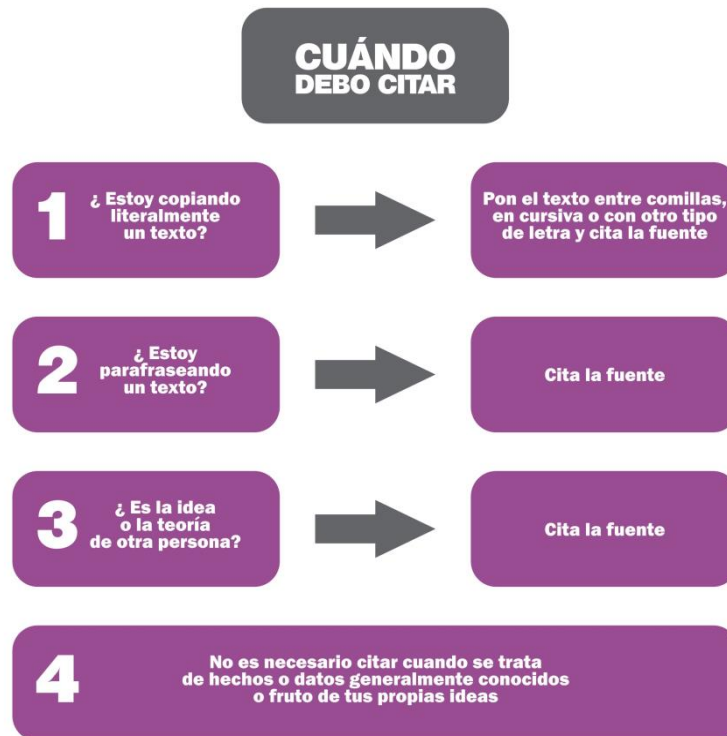 CUÁNDO
DEBO CITAR
1
¿ Estoy copiando
literalmente
un texto?
Pon el texto entre comillas,
en cursiva o con otro tipo
de letra y cita la fuente
2
¿ Estoy
parafraseando
un texto?
Cita la fuente
3
¿ Es la idea
o la teoría
de otra persona?
Cita la fuente
4
No es necesario citar cuando se trata
de hechos o datos generalmente conocidos
o fruto de tus propias ideas